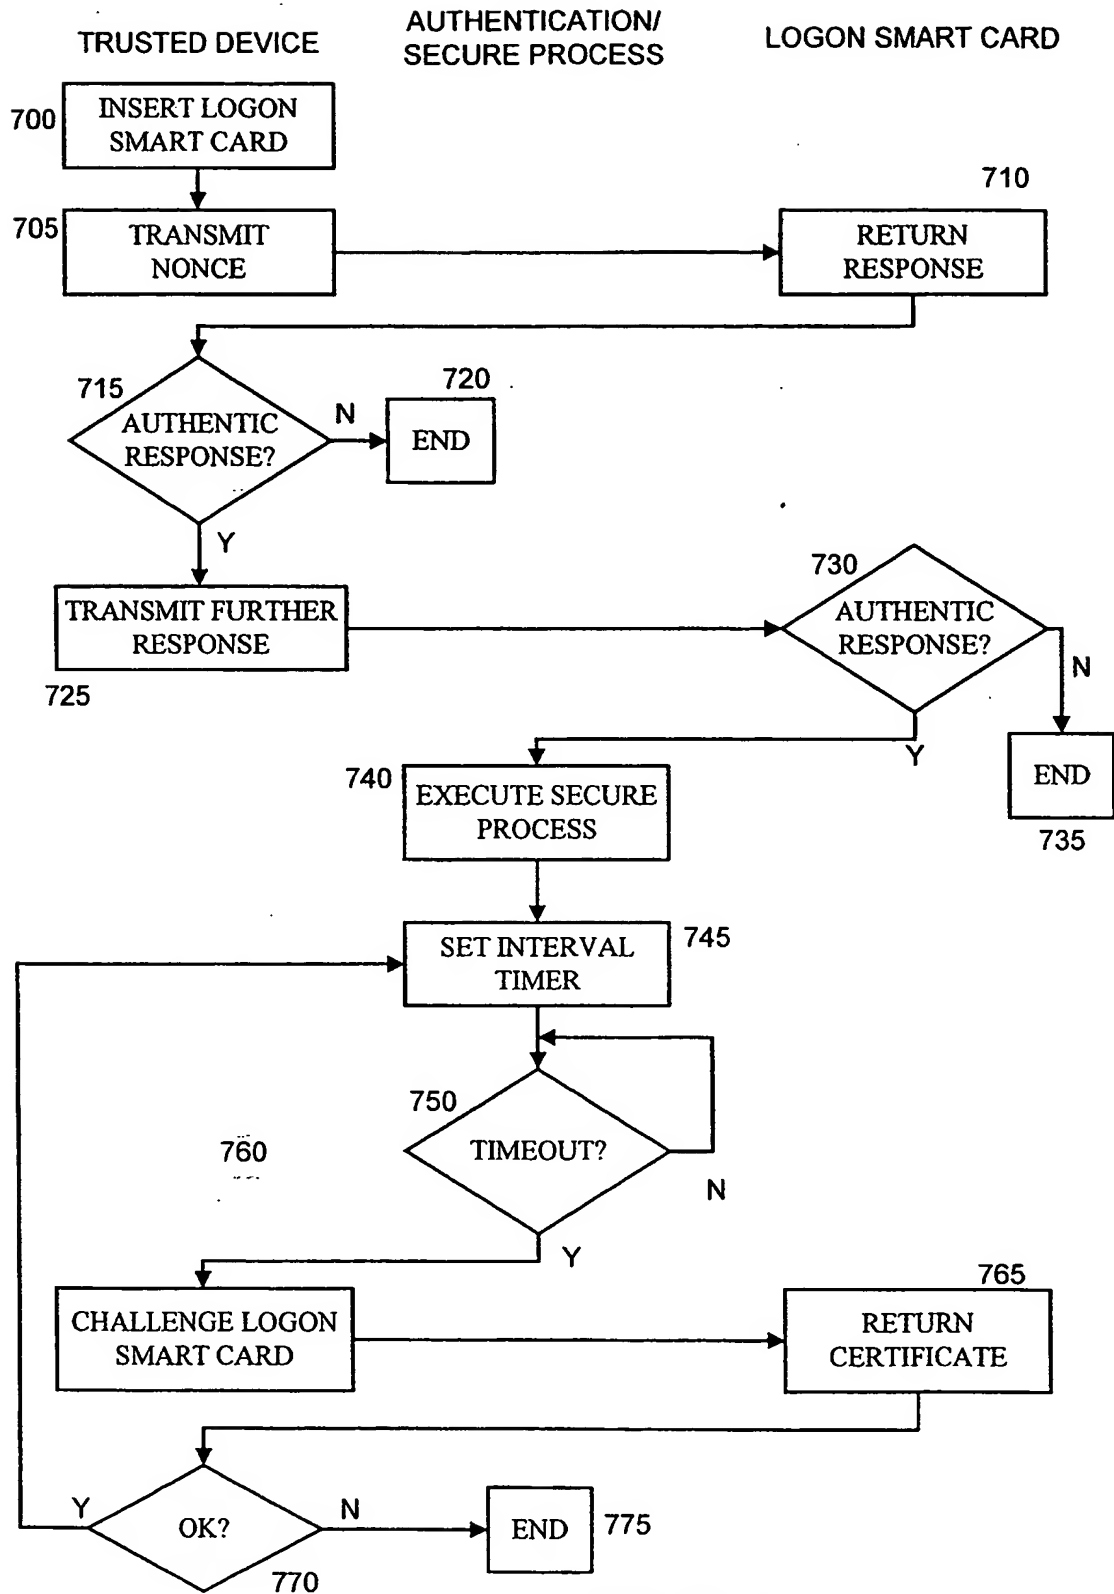 TRUSTED DEVICE
AUTHENTICATION/
SECURE PROCESS
LOGON SMART CARD
700
INSERT LOGON
SMART CARD
705
TRANSMIT
NONCE
710
RETURN
RESPONSE
715
AUTHENTIC
RESPONSE?
N
720
END
Y
TRANSMIT FURTHER
RESPONSE
725
730
AUTHENTIC
RESPONSE?
N
Y
END
735
740
EXECUTE SECURE
PROCESS
SET INTERVAL
TIMER
745
750
TIMEOUT?
N
Y
760
CHALLENGE LOGON
SMART CARD
765
RETURN
CERTIFICATE
Y
OK?
N
END
775
770